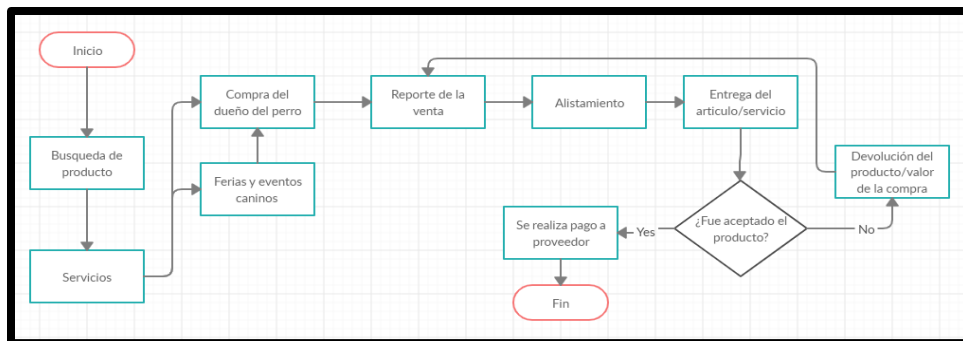 Inicio
Busqueda de
producto
Servicios
Compra del
dueño del perro
Ferias y eventos
caninos
Reporte de la
venta
Alistamiento
Entrega del
articulo/servicio
¿Fue aceptado el
producto?
Yes
Se realiza pago a
proveedor
Fin
No
Devolución del
producto/valor
de la compra